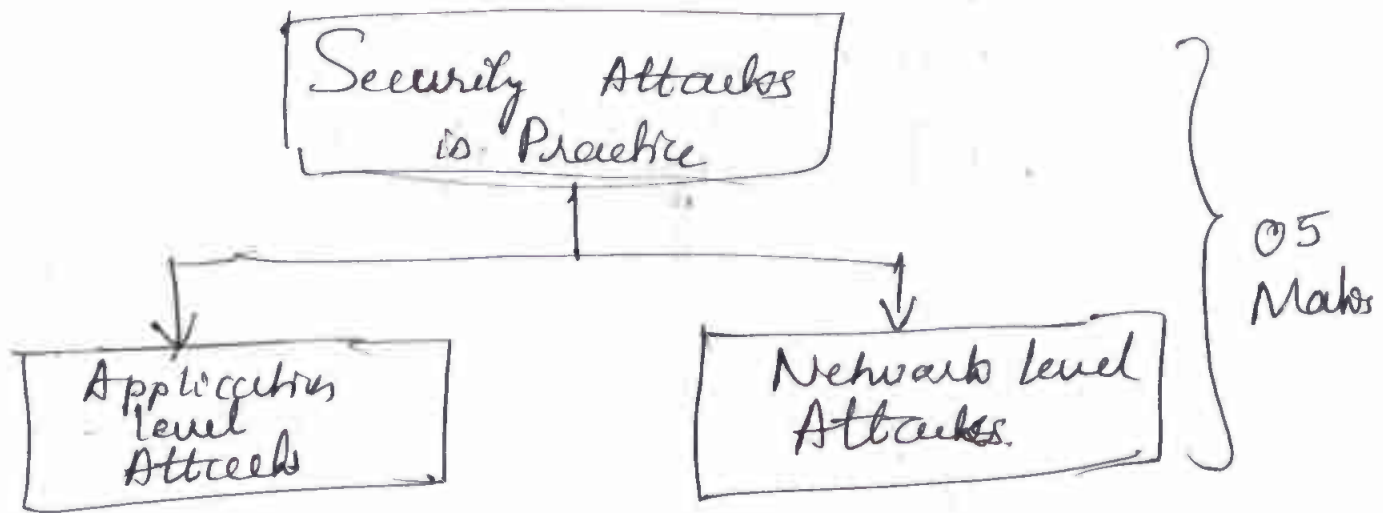 Security Attacks
is Practice
05
Marks
Application
level
Attacks
Network level
Attacks.